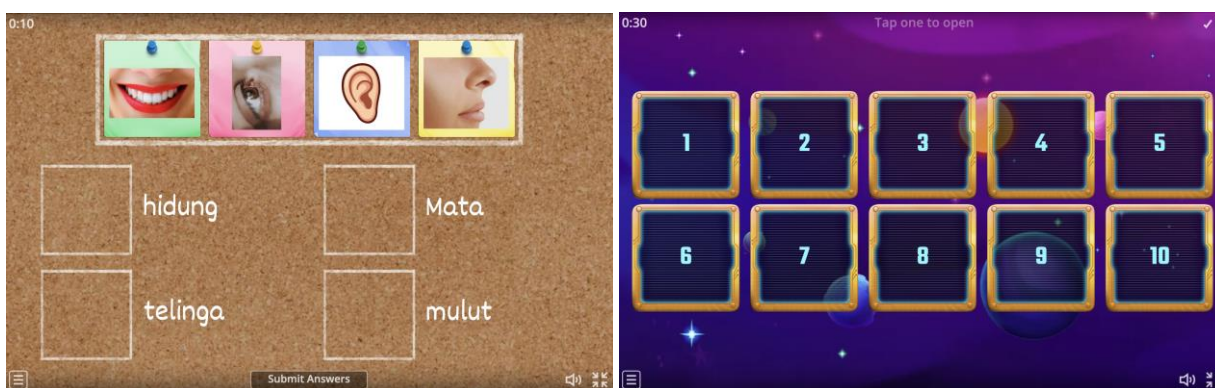 0:10
hidung
Mata
telinga
mulut
Submit Answers
0:30
Tap one to open
1 2 3 4 5
6 7 8 9 10